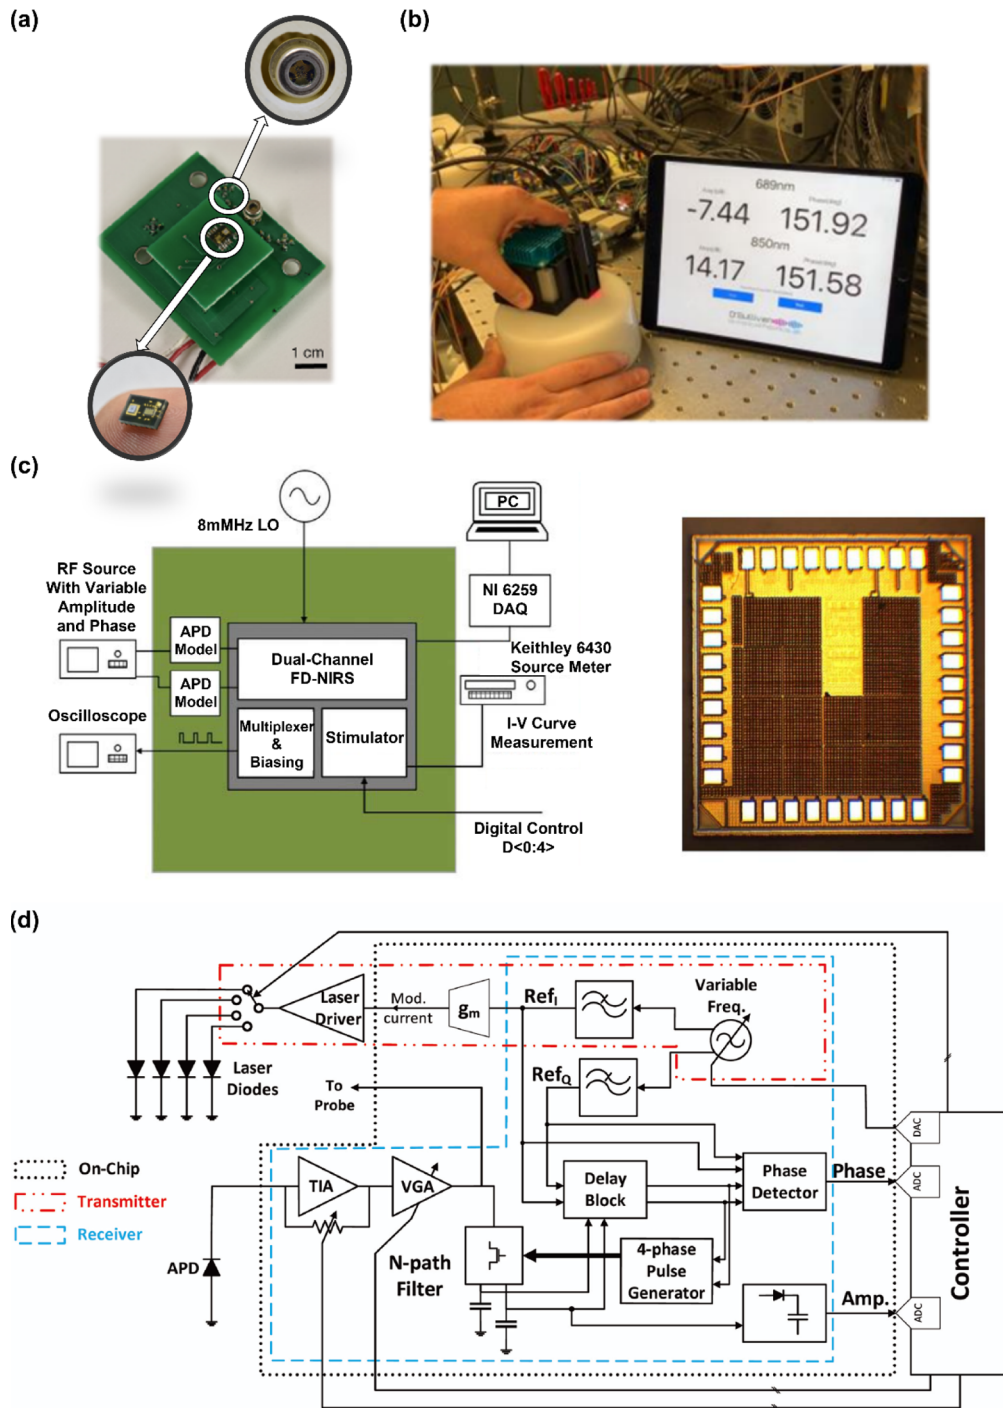 (a)
1 cm
(b)
689nm
-7.44
151.92
850nm
14.17
151.58
(c)
8mMHz LO
RF Source
With Variable
Amplitude
and Phase
APD
Model
APD
Model
Oscilloscope
Dual-Channel
FD-NIRS
Multiplexer
&
Biasing
Stimulator
PC
NI 6259
DAQ
Keithley 6430
Source Meter
I-V Curve
Measurement
Digital Control
D<0:4>
(d)
Laser
Driver
Mod.
current
gm
RefI
Variable
Freq.
RefQ
Laser
Diodes
To
Probe
On-Chip
Transmitter
Receiver
TIA
VGA
APD
N-path
Filter
Delay
Block
4-phase
Pulse
Generator
Phase
Detector
Phase
Amp.
DAC
ADC
ADC
Controller